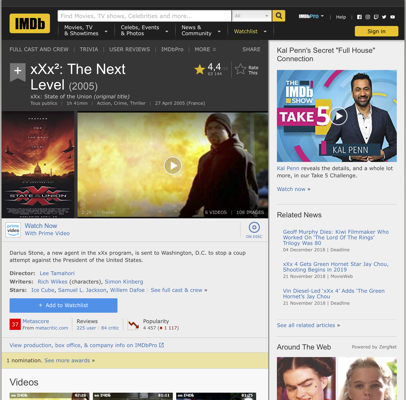 IMDb
Find Movies, TV shows, Celebrities and more...
All
IMDbPro
Help
Movies, TV & Showtimes
Celebs, Events & Photos
News & Community
Watchlist
Sign in
FULL CAST AND CREW | TRIVIA | USER REVIEWS | IMDbPro | MORE
SHARE
xXx²: The Next Level (2005)
xXx: State of the Union (original title)
Tous publics | 1h 41min | Action, Crime, Thriller | 27 April 2005 (France)
4,4
Rate This
STATE UNION
6 VIDEOS | 108 IMAGES
prime video
Watch Now
With Prime Video
ON DISC
Darius Stone, a new agent in the xXx program, is sent to Washington, D.C. to stop a coup
attempt against the President of the United States.
Director: Lee Tamahori
Writers: Rich Wilkes (characters), Simon Kinberg
Stars: Ice Cube, Samuel L. Jackson, Willem Dafoe | See full cast & crew »
+ Add to Watchlist
37
Metascore
From metacritic.com
Reviews
225 user | 84 critic
Popularity
4 457
View production, box office, & company info on IMDbPro
1 nomination. See more awards »
Videos
Kal Penn's Secret "Full House"
Connection
THE IMDb SHOW
TAKE 5
KAL PENN
Kal Penn reveals the details, and a whole lot
more, in our Take 5 Challenge.
Watch now »
Related News
Geoff Murphy Dies: Kiwi Filmmaker Who
Worked On 'The Lord Of The Rings'
Trilogy Was 80
04 December 2018 | Deadline
xXx 4 Gets Green Hornet Star Jay Chou,
Shooting Begins in 2019
21 November 2018 | MovieWeb
Vin Diesel-Led 'xXx 4' Adds 'The Green
Hornet's Jay Chou
21 November 2018 | Deadline
See all related articles »
Around The Web
Powered by ZergNet